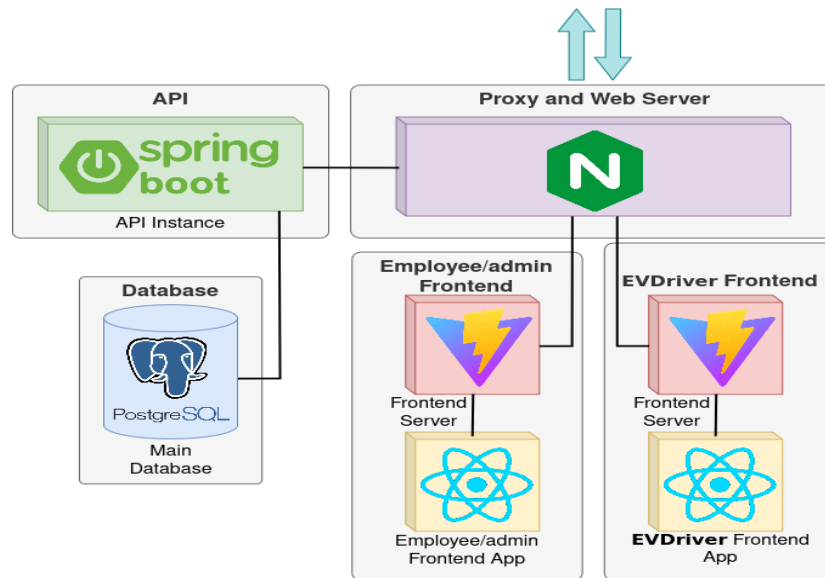 API
spring
boot
API Instance
Proxy and Web Server
N
Database
PostgreSQL
Main
Database
Employee/admin
Frontend
Frontend
Server
Employee/admin
Frontend App
EVDriver Frontend
Frontend
Server
EVDriver Frontend
App